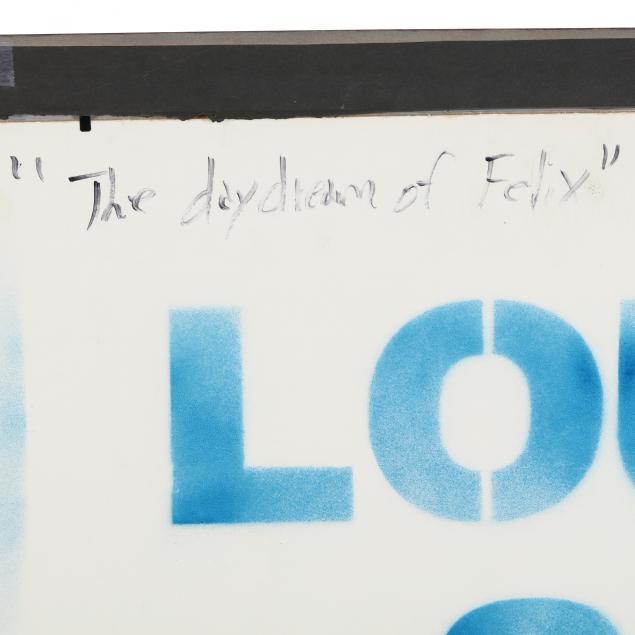 "The daydream of Felix"
LO